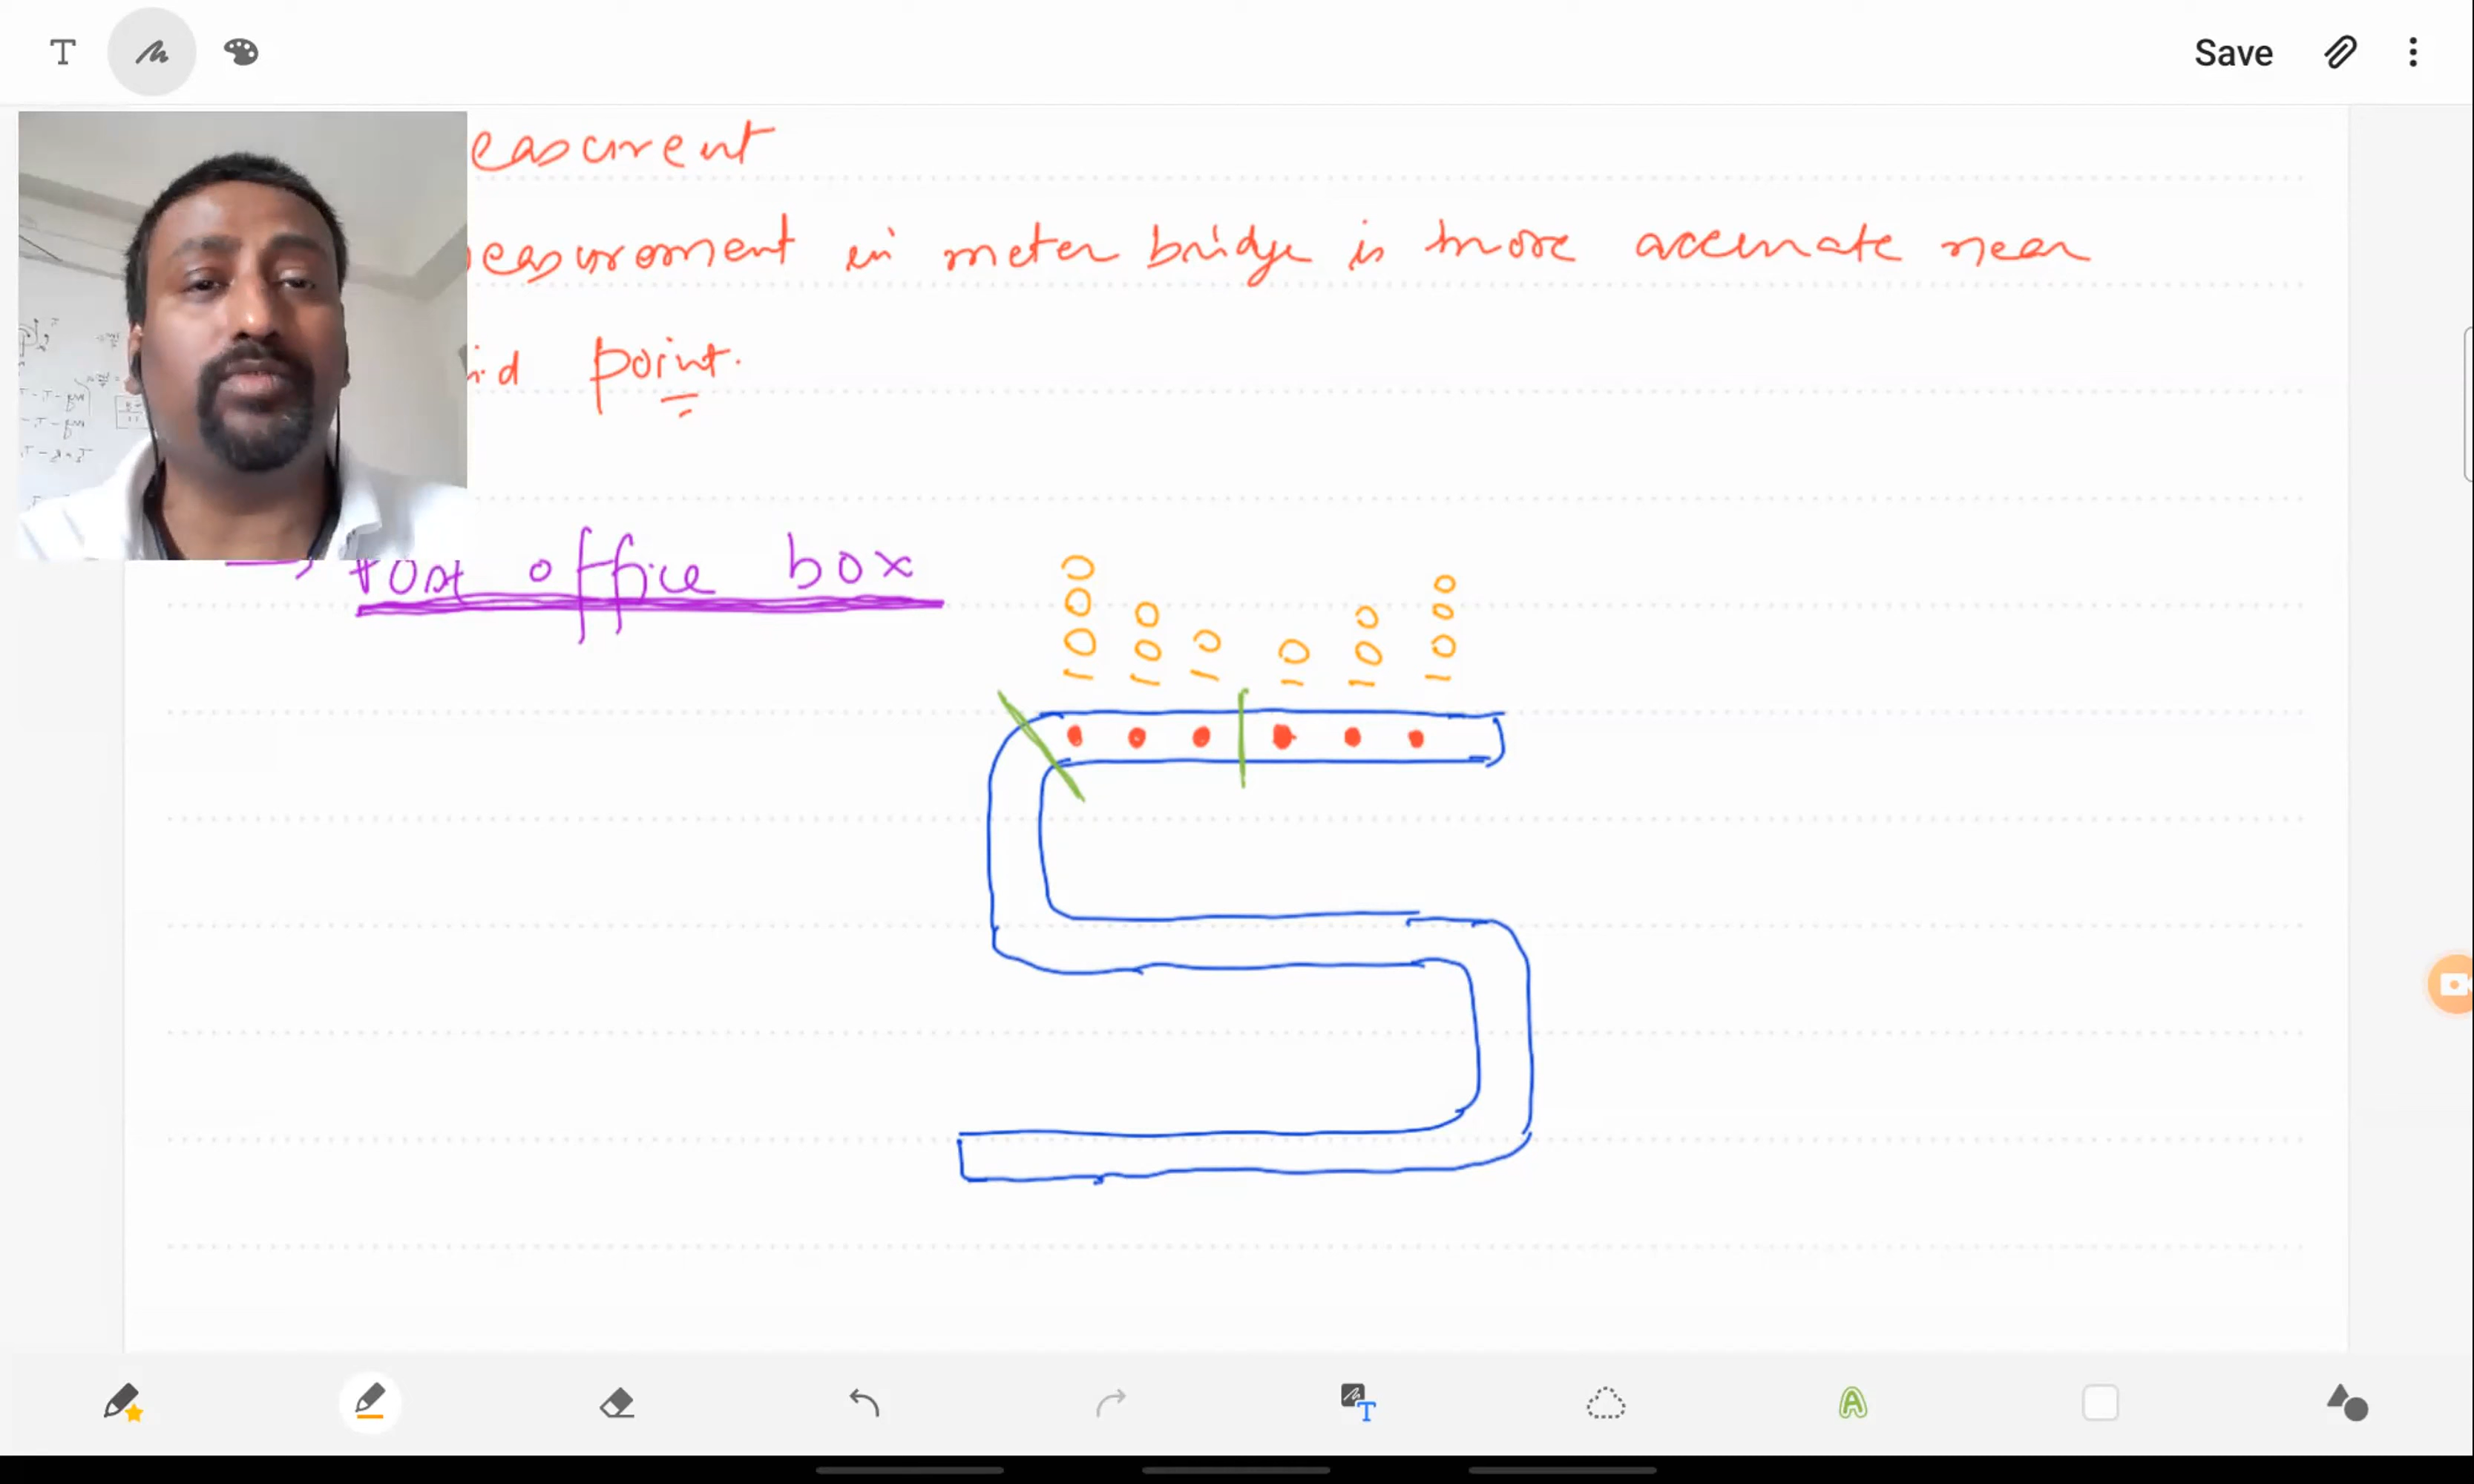 Save
easurent
easurement in meter bridge is more accurate near
id point.
→ Post office box
1000 100 10 10 100 1000